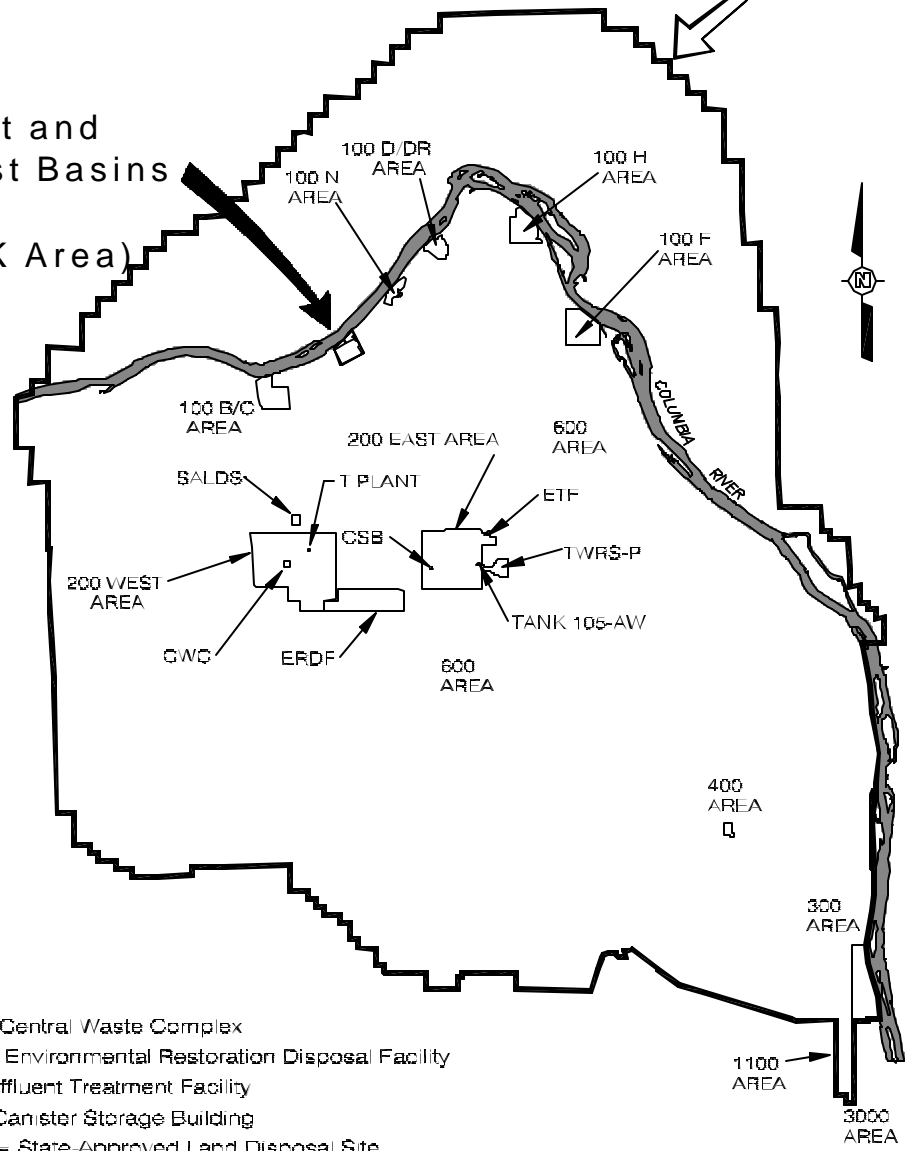 t and
st Basins
K Area)
100 D/DR
AREA
100 N
AREA
100 H
AREA
100 F
AREA
N
100 B/C
AREA
COLUMBIA
RIVER
600
AREA
200 EAST AREA
SALDS
T PLANT
ETF
CSB
TWRS-P
200 WEST
AREA
TANK 105-AW
CWC
ERDF
600
AREA
400
AREA
300
AREA
Central Waste Complex
Environmental Restoration Disposal Facility
ffluent Treatment Facility
Canister Storage Building
= State-Approved Land Disposal Site
1100
AREA
3000
AREA